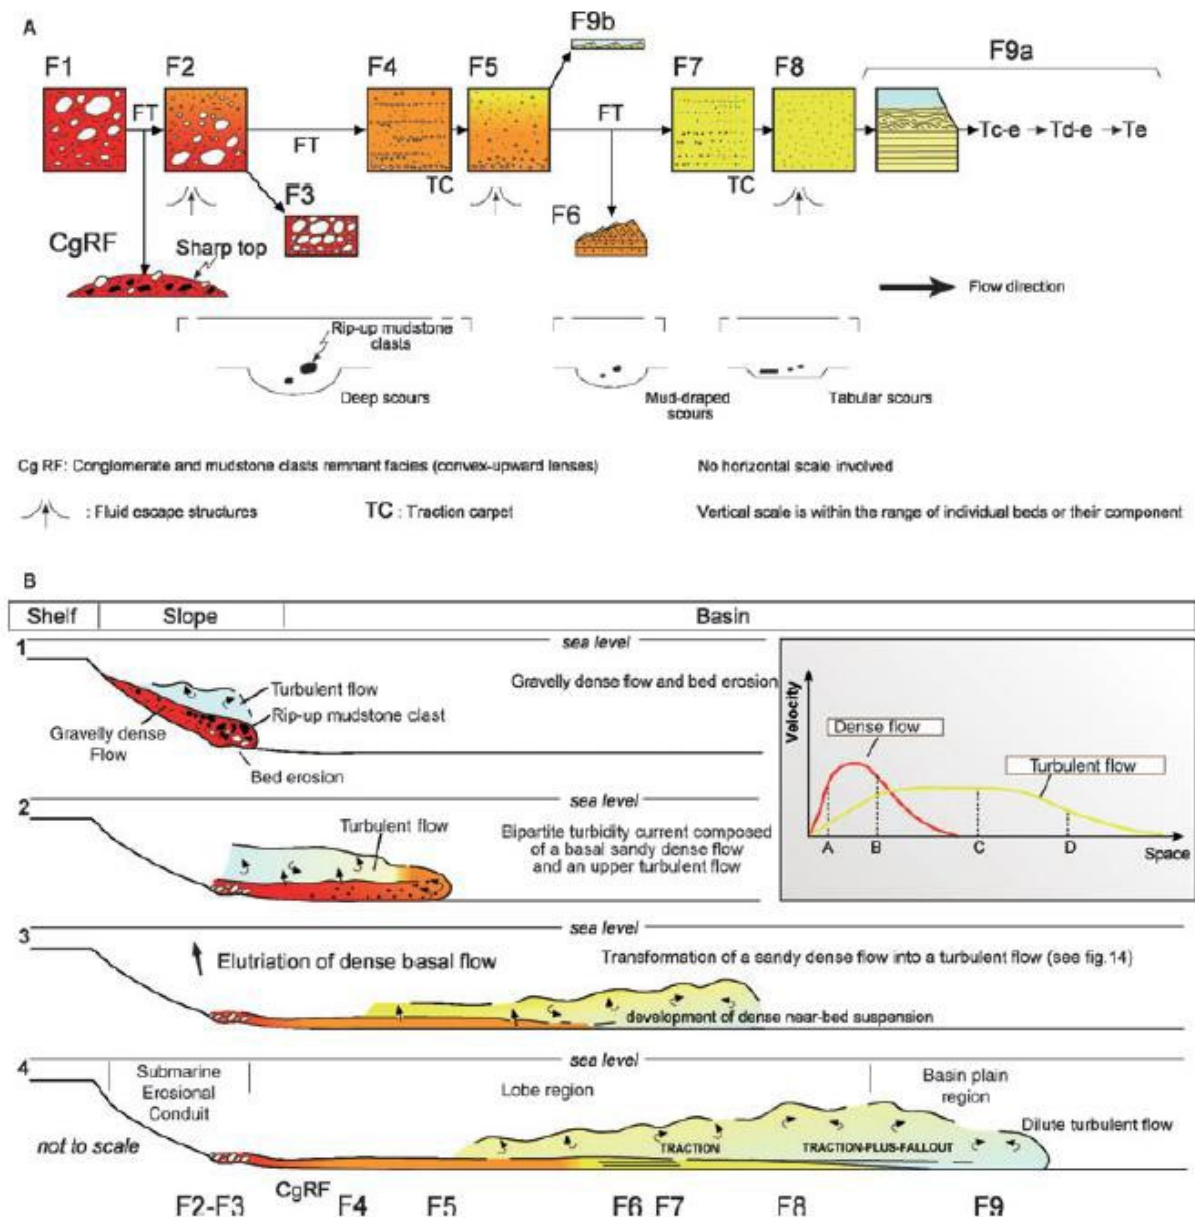 A
F1
F2
F4
F5
F9b
F7
F8
F9a
FT
FT
FT
Tc-e
Td-e
Te
TC
TC
F3
F6
CgRF
Sharp top
Flow direction
Rip-up mudstone
clasts
Deep scours
Mud-draped
scours
Tabular scours
Cg RF: Conglomerate and mudstone clasts remnant facies (convex-upward lenses)
No horizontal scale involved
: Fluid escape structures
TC : Traction carpet
Vertical scale is within the range of individual beds or their component
B
Shelf
Slope
Basin
1
sea level
Turbulent flow
Gravelly dense flow and bed erosion
Rip-up mudstone clast
Gravelly dense
Flow
Bed erosion
Velocity
Dense flow
Turbulent flow
A
B
C
D
Space
2
sea level
Turbulent flow
Bipartite turbidity current composed
of a basal sandy dense flow
and an upper turbulent flow
3
sea level
Elutriation of dense basal flow
Transformation of a sandy dense flow into a turbulent flow (see fig.14)
development of dense near-bed suspension
4
sea level
Submarine
Erosional
Conduit
Lobe region
Basin plain
region
Dilute turbulent flow
not to scale
TRACTION
TRACTION-PLUS-FALLOUT
F2-F3
CgRF
F4
F5
F6
F7
F8
F9